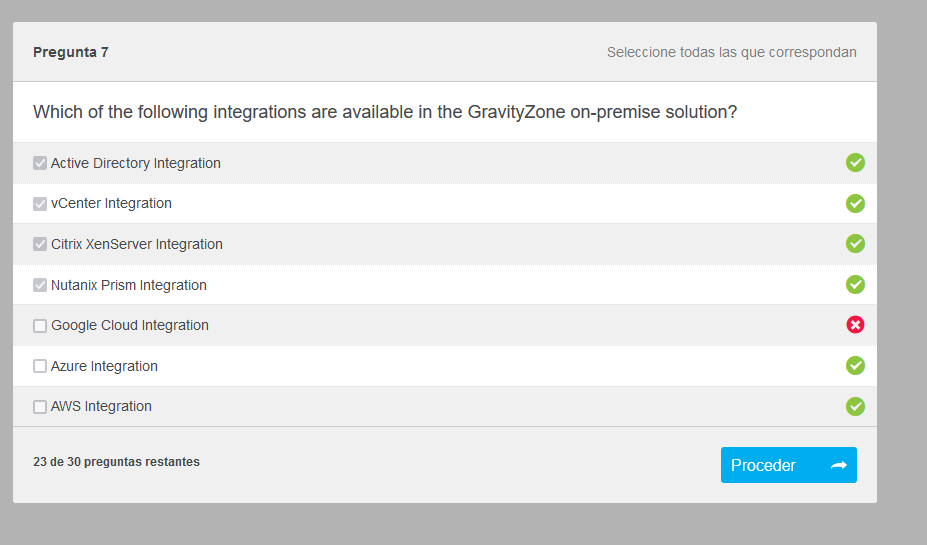 Pregunta 7
Seleccione todas las que correspondan
Which of the following integrations are available in the GravityZone on-premise solution?
Active Directory Integration
vCenter Integration
Citrix XenServer Integration
Nutanix Prism Integration
Google Cloud Integration
Azure Integration
AWS Integration
23 de 30 preguntas restantes
Proceder